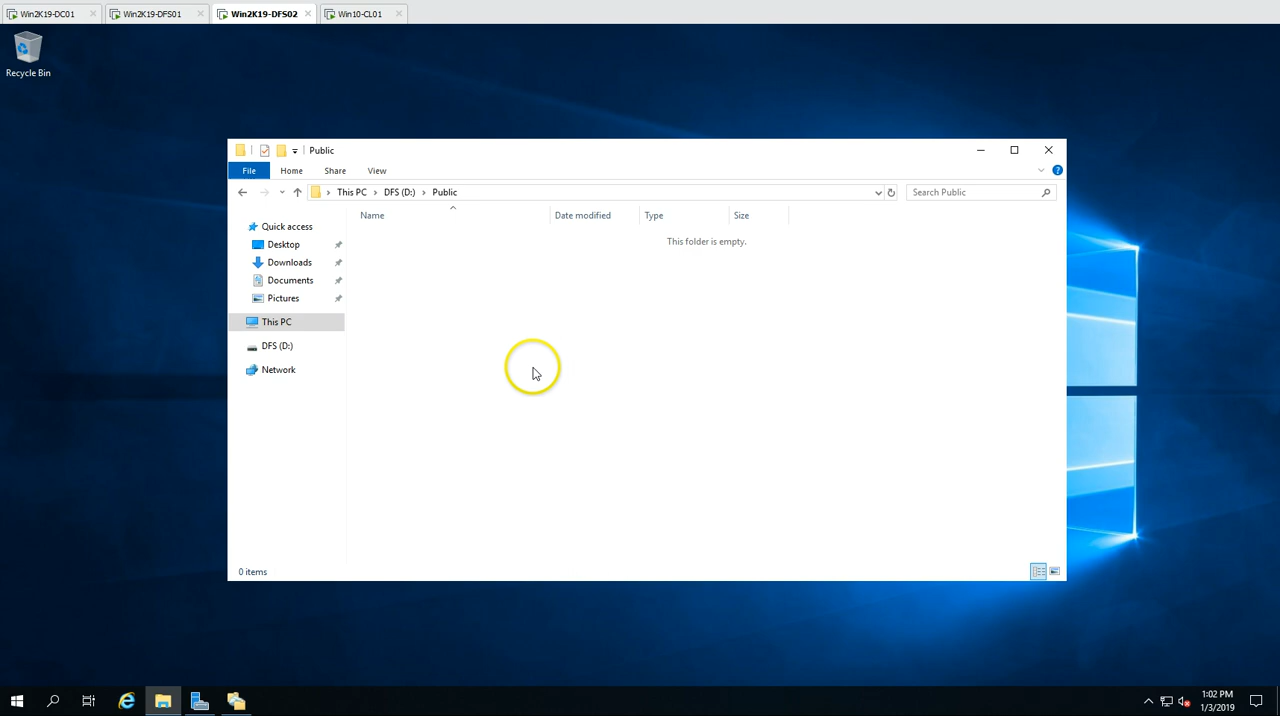 Win2K19-DC01 Win2K19-DFS01 Win2K19-DFS02 Win10-CL01
Recycle Bin
Public
File Home Share View
This PC DFS (D:) Public Search Public
Name Date modified Type Size
This folder is empty.
Quick access
Desktop
Downloads
Documents
Pictures
This PC
DFS (D:)
Network
0 items
1:02 PM
1/3/2019